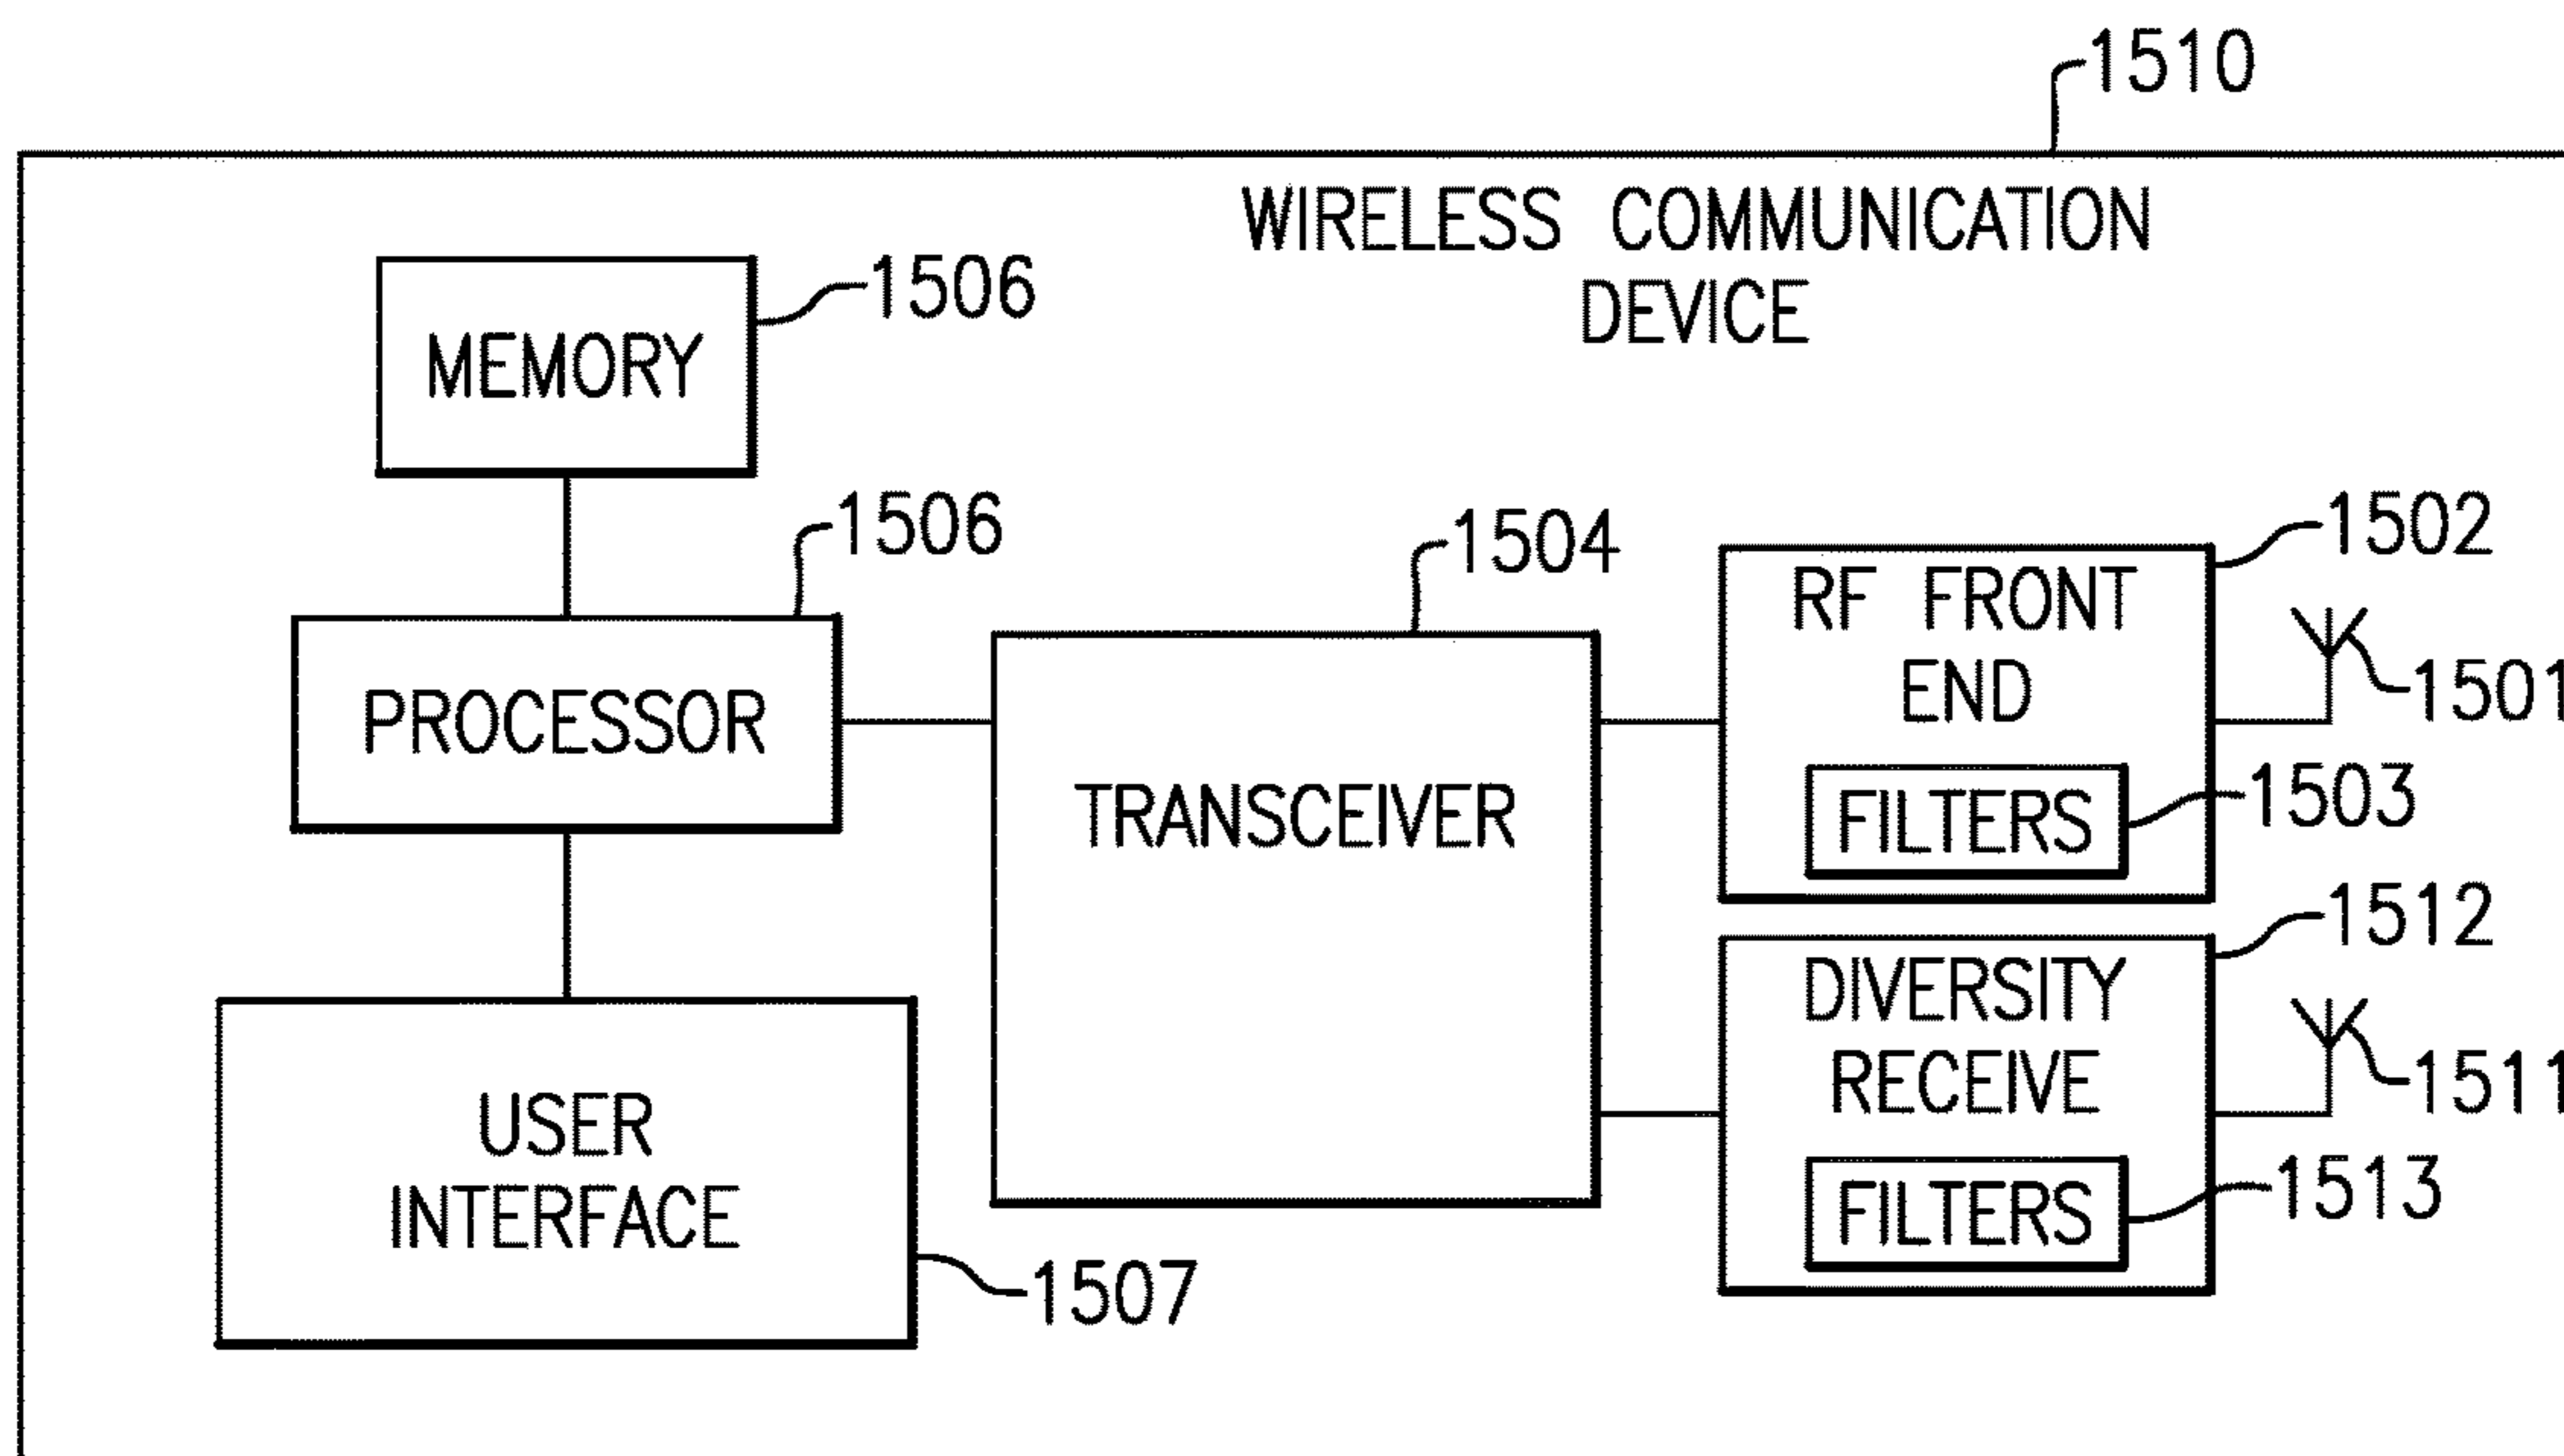 1510
WIRELESS COMMUNICATION
DEVICE
1506
MEMORY
1506
PROCESSOR
1504
TRANSCEIVER
1502
RF FRONT
END
1501
FILTERS
1503
1512
DIVERSITY
RECEIVE
1511
FILTERS
1513
USER
INTERFACE
1507